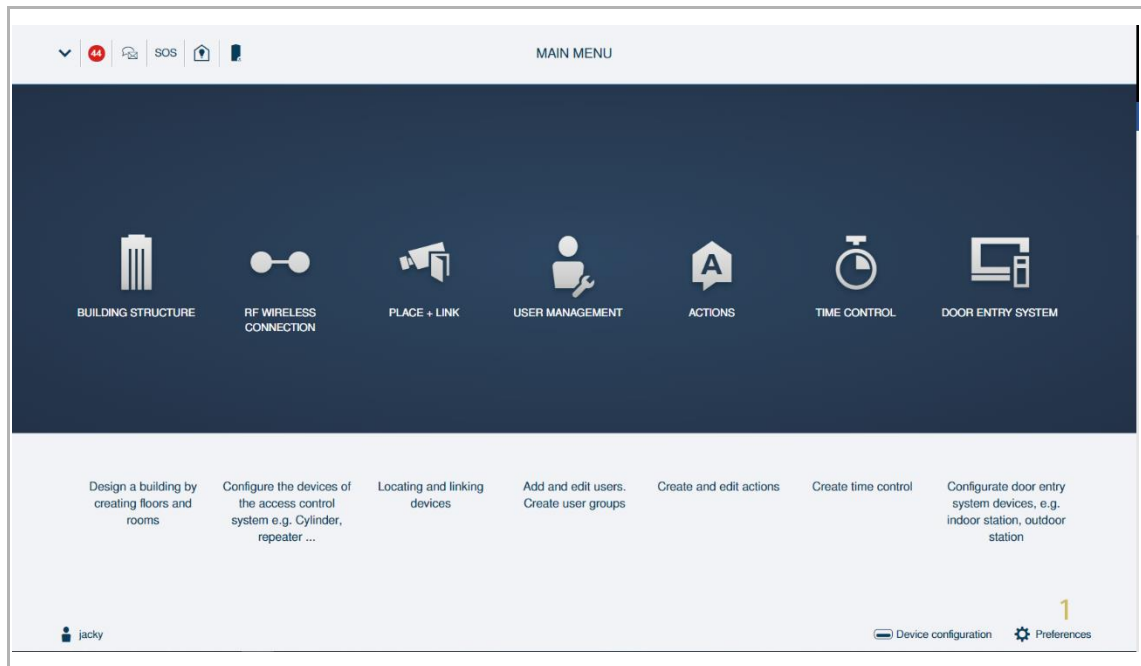 44
SOS
MAIN MENU
A
BUILDING STRUCTURE
RF WIRELESS
CONNECTION
PLACE + LINK
USER MANAGEMENT
ACTIONS
TIME CONTROL
DOOR ENTRY SYSTEM
Design a building by
creating floors and
rooms
Configure the devices of
the access control
system e.g. Cylinder,
repeater ...
Locating and linking
devices
Add and edit users.
Create user groups
Create and edit actions
Create time control
Configurate door entry
system devices, e.g.
indoor station, outdoor
station
1
jacky
Device configuration
Preferences